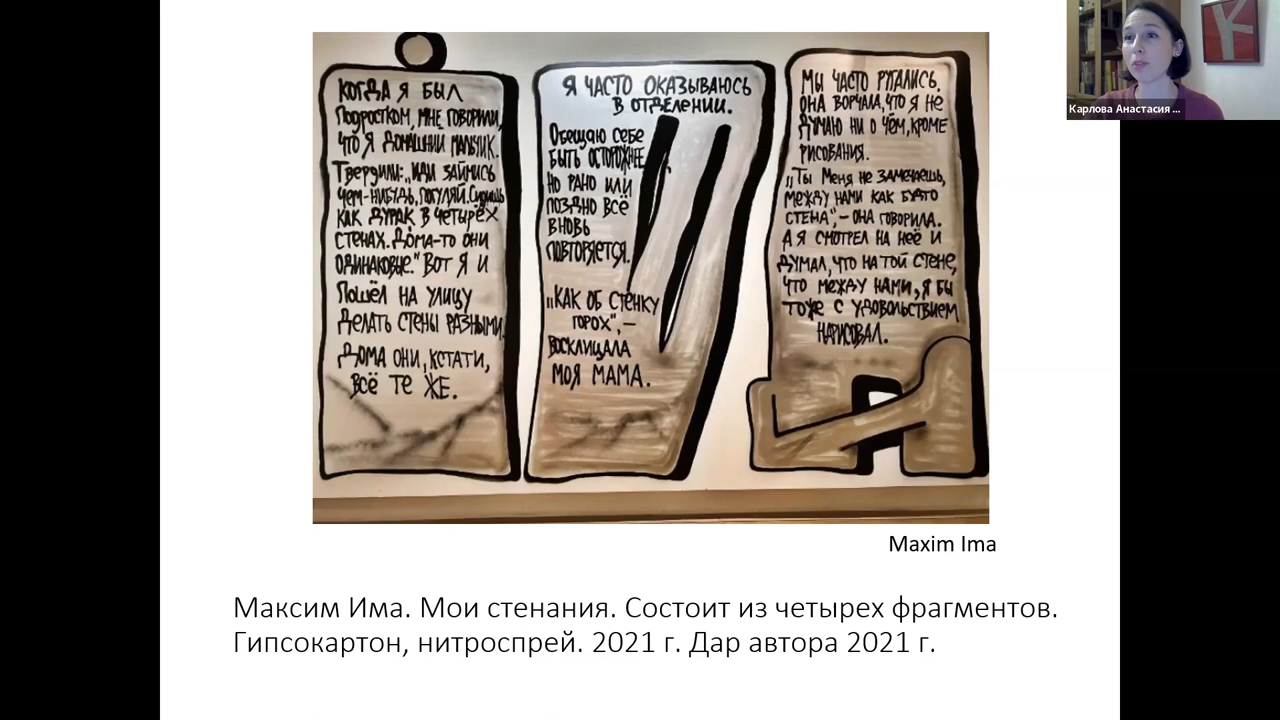 КОГДА Я БЫЛ
Подростком, МНЕ ГОВОРИЛИ,
ЧТО Я ДОМАШНИЙ МАЛЬЧИК.
ТВЕРДИЛИ: „ИДИ ЗАЙМИСЬ
ЧЕМ-НИБУДЬ, ПОГУЛЯЙ. Сидишь
КАК ДУРАК В ЧЕТЫРЁХ
СТЕНАХ. ДОМА-ТО ОНИ
ОДИНАКОВЫЕ." ВОТ Я И
ПОШЁЛ НА УЛИЦУ
ДЕЛАТЬ СТЕНЫ РАЗНЫМИ.
ДОМА ОНИ, КСТАТИ,
ВСЁ ТЕ ЖЕ.
Я ЧАСТО ОКАЗЫВАЮСЬ
В ОТДЕЛЕНИИ.
Обещаю себе
БЫТЬ ОСТОРОЖНЕЕ,
НО РАНО ИЛИ
ПОЗДНО ВСЁ
ВНОВЬ
ПОВТОРЯЕТСЯ.
„КАК ОБ СТЕНКУ
ГОРОХ", –
ВОСКЛИЦАЛА
МОЯ МАМА.
МЫ ЧАСТО РУГАЛИСЬ.
ОНА ВОРЧАЛА, ЧТО Я НЕ
ДУМАЮ НИ О ЧЁМ, КРОМЕ
РИСОВАНИЯ.
„ТЫ МЕНЯ НЕ ЗАМЕЧАЕШЬ,
МЕЖДУ НАМИ КАК БУДТО
СТЕНА", – ОНА ГОВОРИЛА.
А Я СМОТРЕЛ НА НЕЁ И
ДУМАЛ, ЧТО НА ТОЙ СТЕНЕ,
ЧТО МЕЖДУ НАМИ, Я БЫ
ТОЖЕ С УДОВОЛЬСТВИЕМ
НАРИСОВАЛ.
Карлова Анастасия ...
Maxim Ima
Максим Има. Мои стенания. Состоит из четырех фрагментов.
Гипсокартон, нитроспрей. 2021 г. Дар автора 2021 г.